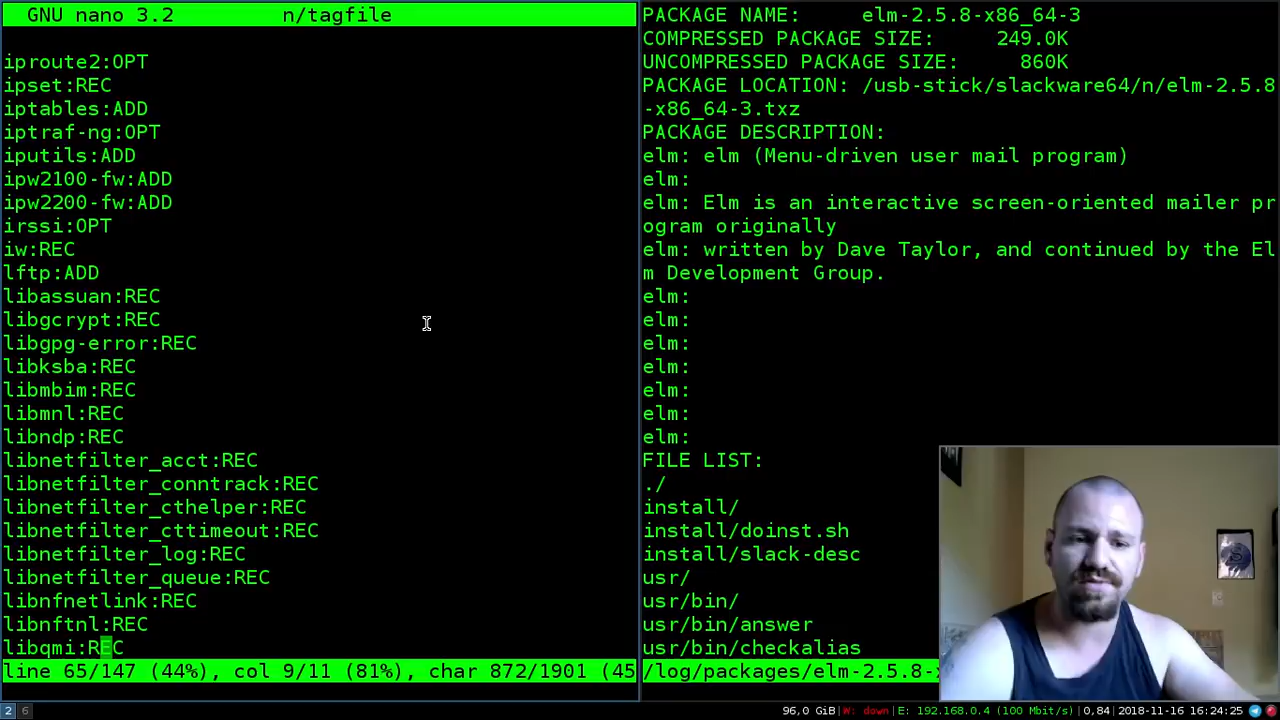 GNU nano 3.2         n/tagfile
iproute2:OPT
ipset:REC
iptables:ADD
iptraf-ng:OPT
iputils:ADD
ipw2100-fw:ADD
ipw2200-fw:ADD
irssi:OPT
iw:REC
lftp:ADD
libassuan:REC
libgcrypt:REC
libgpg-error:REC
libksba:REC
libmbim:REC
libmnl:REC
libndp:REC
libnetfilter_acct:REC
libnetfilter_conntrack:REC
libnetfilter_cthelper:REC
libnetfilter_cttimeout:REC
libnetfilter_log:REC
libnetfilter_queue:REC
libnfnetlink:REC
libnftnl:REC
libqmi:REC
line 65/147 (44%), col 9/11 (81%), char 872/1901 (45
PACKAGE NAME:     elm-2.5.8-x86_64-3
COMPRESSED PACKAGE SIZE:     249.0K
UNCOMPRESSED PACKAGE SIZE:     860K
PACKAGE LOCATION: /usb-stick/slackware64/n/elm-2.5.8
-x86_64-3.txz
PACKAGE DESCRIPTION:
elm: elm (Menu-driven user mail program)
elm:
elm: Elm is an interactive screen-oriented mailer pr
ogram originally
elm: written by Dave Taylor, and continued by the El
m Development Group.
elm:
elm:
elm:
elm:
elm:
elm:
elm:
FILE LIST:
./
install/
install/doinst.sh
install/slack-desc
usr/
usr/bin/
usr/bin/answer
usr/bin/checkalias
/log/packages/elm-2.5.8-x
2 6
96,0 GiB|W: down|E: 192.168.0.4 (100 Mbit/s)|0,84|2018-11-16 16:24:25